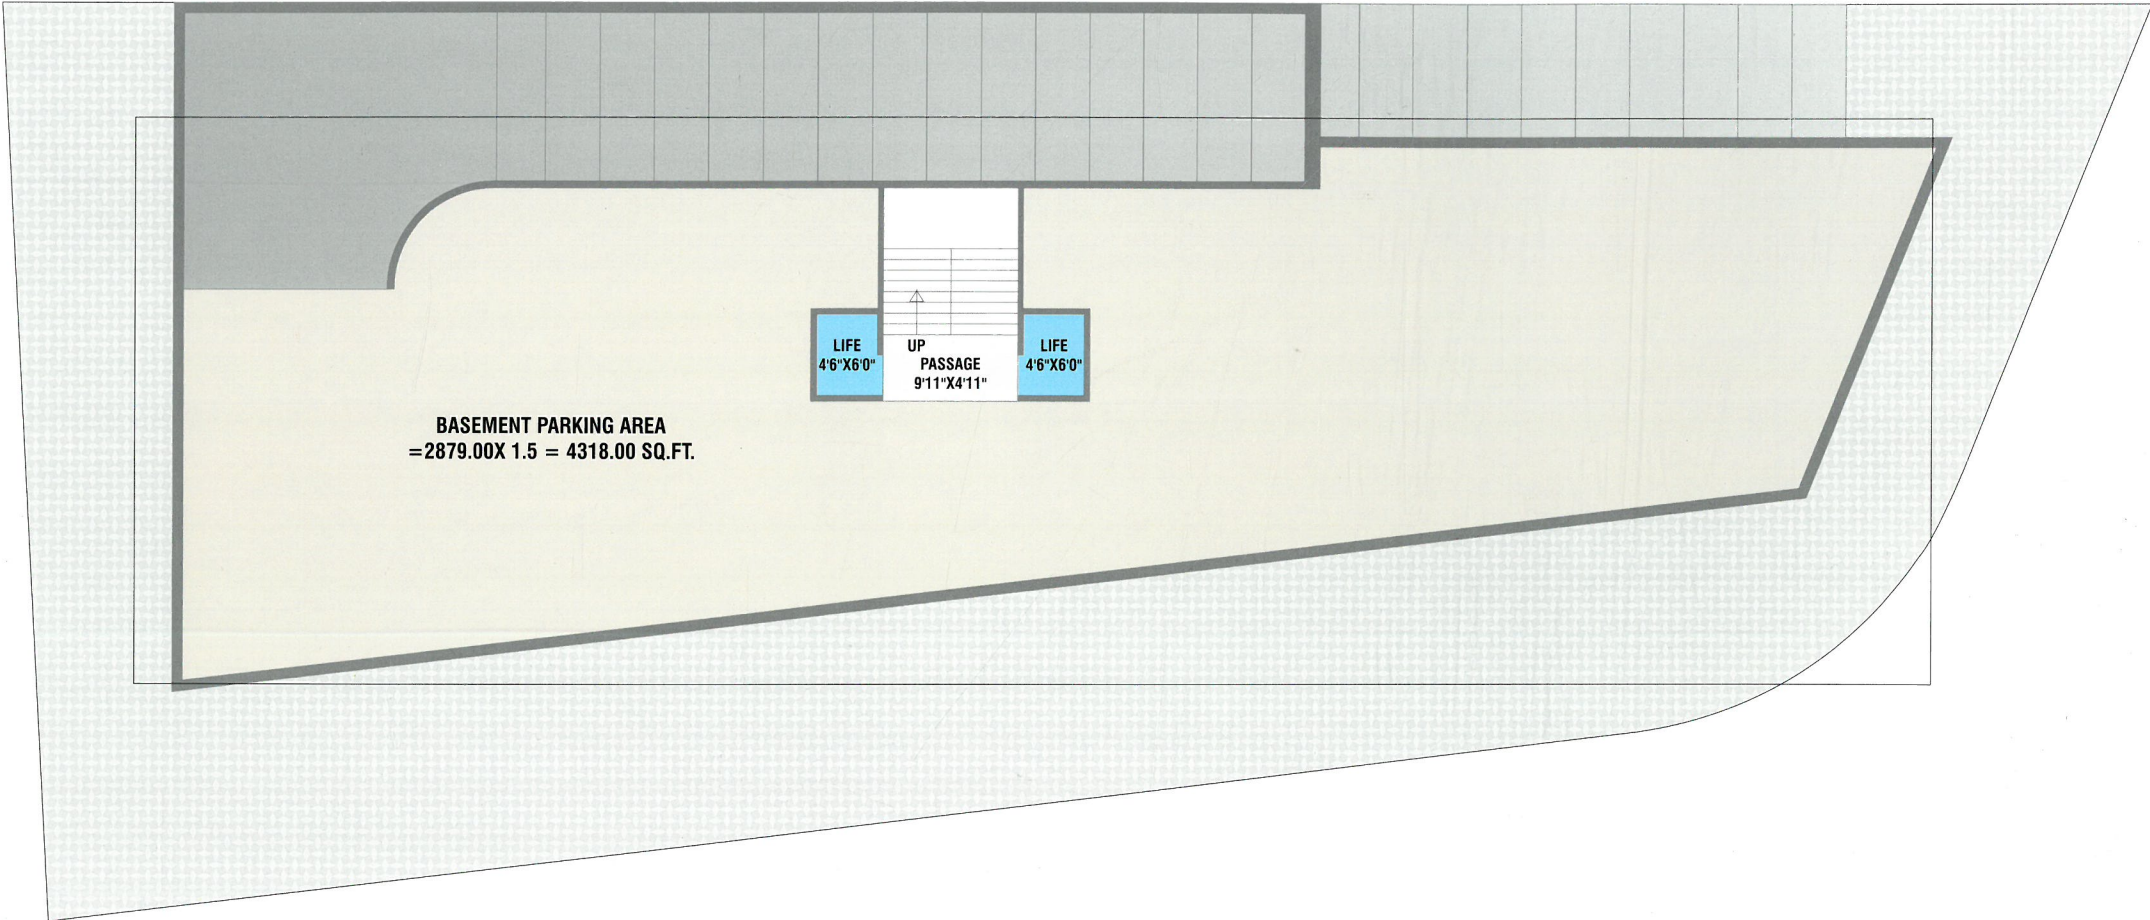 LIFE
4'6"X6'0"
UP
PASSAGE
9'11"X4'11"
LIFE
4'6"X6'0"
BASEMENT PARKING AREA
=2879.00X 1.5 = 4318.00 SQ.FT.